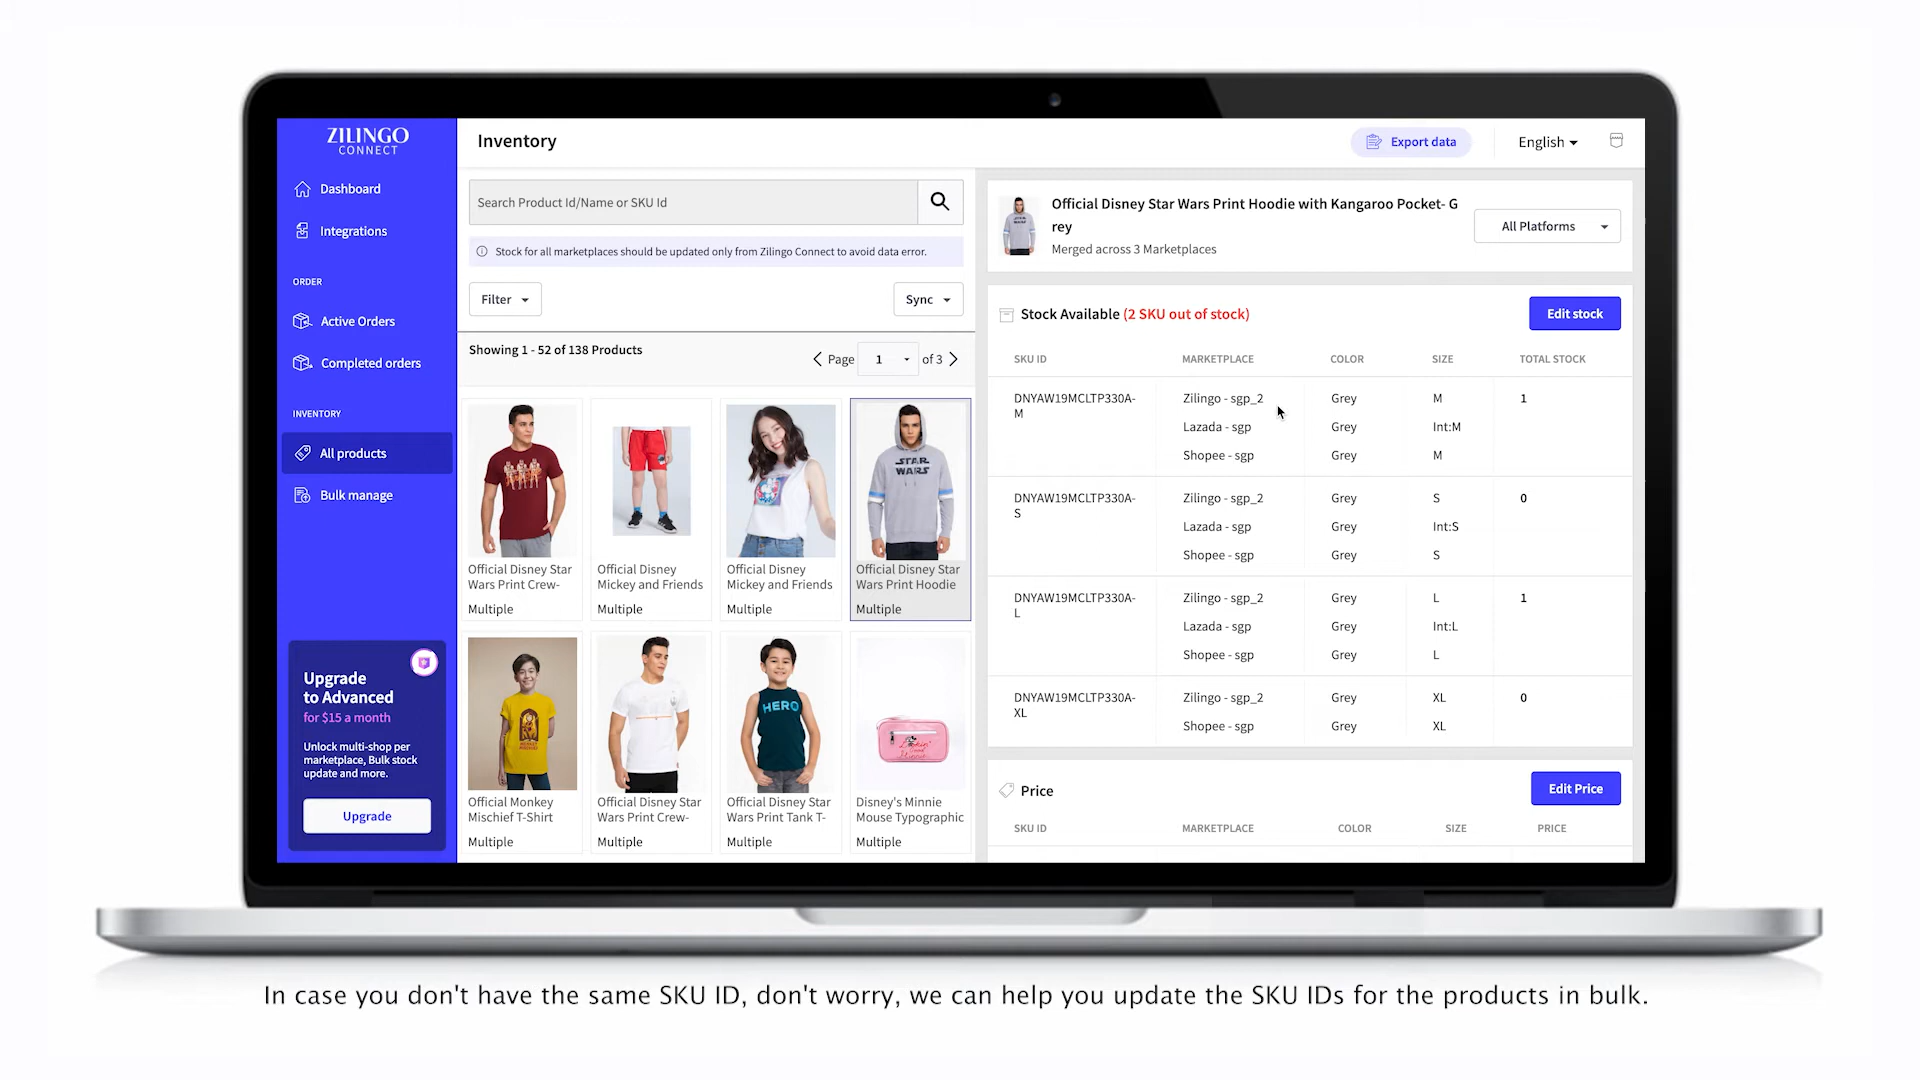 ZILINGO
CONNECT
Dashboard
Integrations
ORDER
Active Orders
Completed orders
INVENTORY
All products
Bulk manage
Upgrade
to Advanced
for $15 a month
Unlock multi-shop per
marketplace, Bulk stock
update and more.
Upgrade
Inventory
Export data
English
Search Product Id/Name or SKU Id
Stock for all marketplaces should be updated only from Zilingo Connect to avoid data error.
Filter
Sync
Showing 1 - 52 of 138 Products
Page 1 of 3
STAR
WARS
Official Disney Star
Wars Print Crew-
Multiple
Official Disney
Mickey and Friends
Multiple
Official Disney
Mickey and Friends
Multiple
Official Disney Star
Wars Print Hoodie
Multiple
HERO
Official Monkey
Mischief T-Shirt
Multiple
Official Disney Star
Wars Print Crew-
Multiple
Official Disney Star
Wars Print Tank T-
Multiple
Disney's Minnie
Mouse Typographic
Multiple
Official Disney Star Wars Print Hoodie with Kangaroo Pocket- G
rey
Merged across 3 Marketplaces
All Platforms
Stock Available (2 SKU out of stock)
Edit stock
SKU ID MARKETPLACE COLOR SIZE TOTAL STOCK
DNYAW19MCLTP330A- Zilingo - sgp_2 Grey M 1
M
Lazada - sgp Grey Int:M
Shopee - sgp Grey M
DNYAW19MCLTP330A- Zilingo - sgp_2 Grey S 0
S
Lazada - sgp Grey Int:S
Shopee - sgp Grey S
DNYAW19MCLTP330A- Zilingo - sgp_2 Grey L 1
L
Lazada - sgp Grey Int:L
Shopee - sgp Grey L
DNYAW19MCLTP330A- Zilingo - sgp_2 Grey XL 0
XL
Shopee - sgp Grey XL
Price
Edit Price
SKU ID MARKETPLACE COLOR SIZE PRICE
In case you don't have the same SKU ID, don't worry, we can help you update the SKU IDs for the products in bulk.